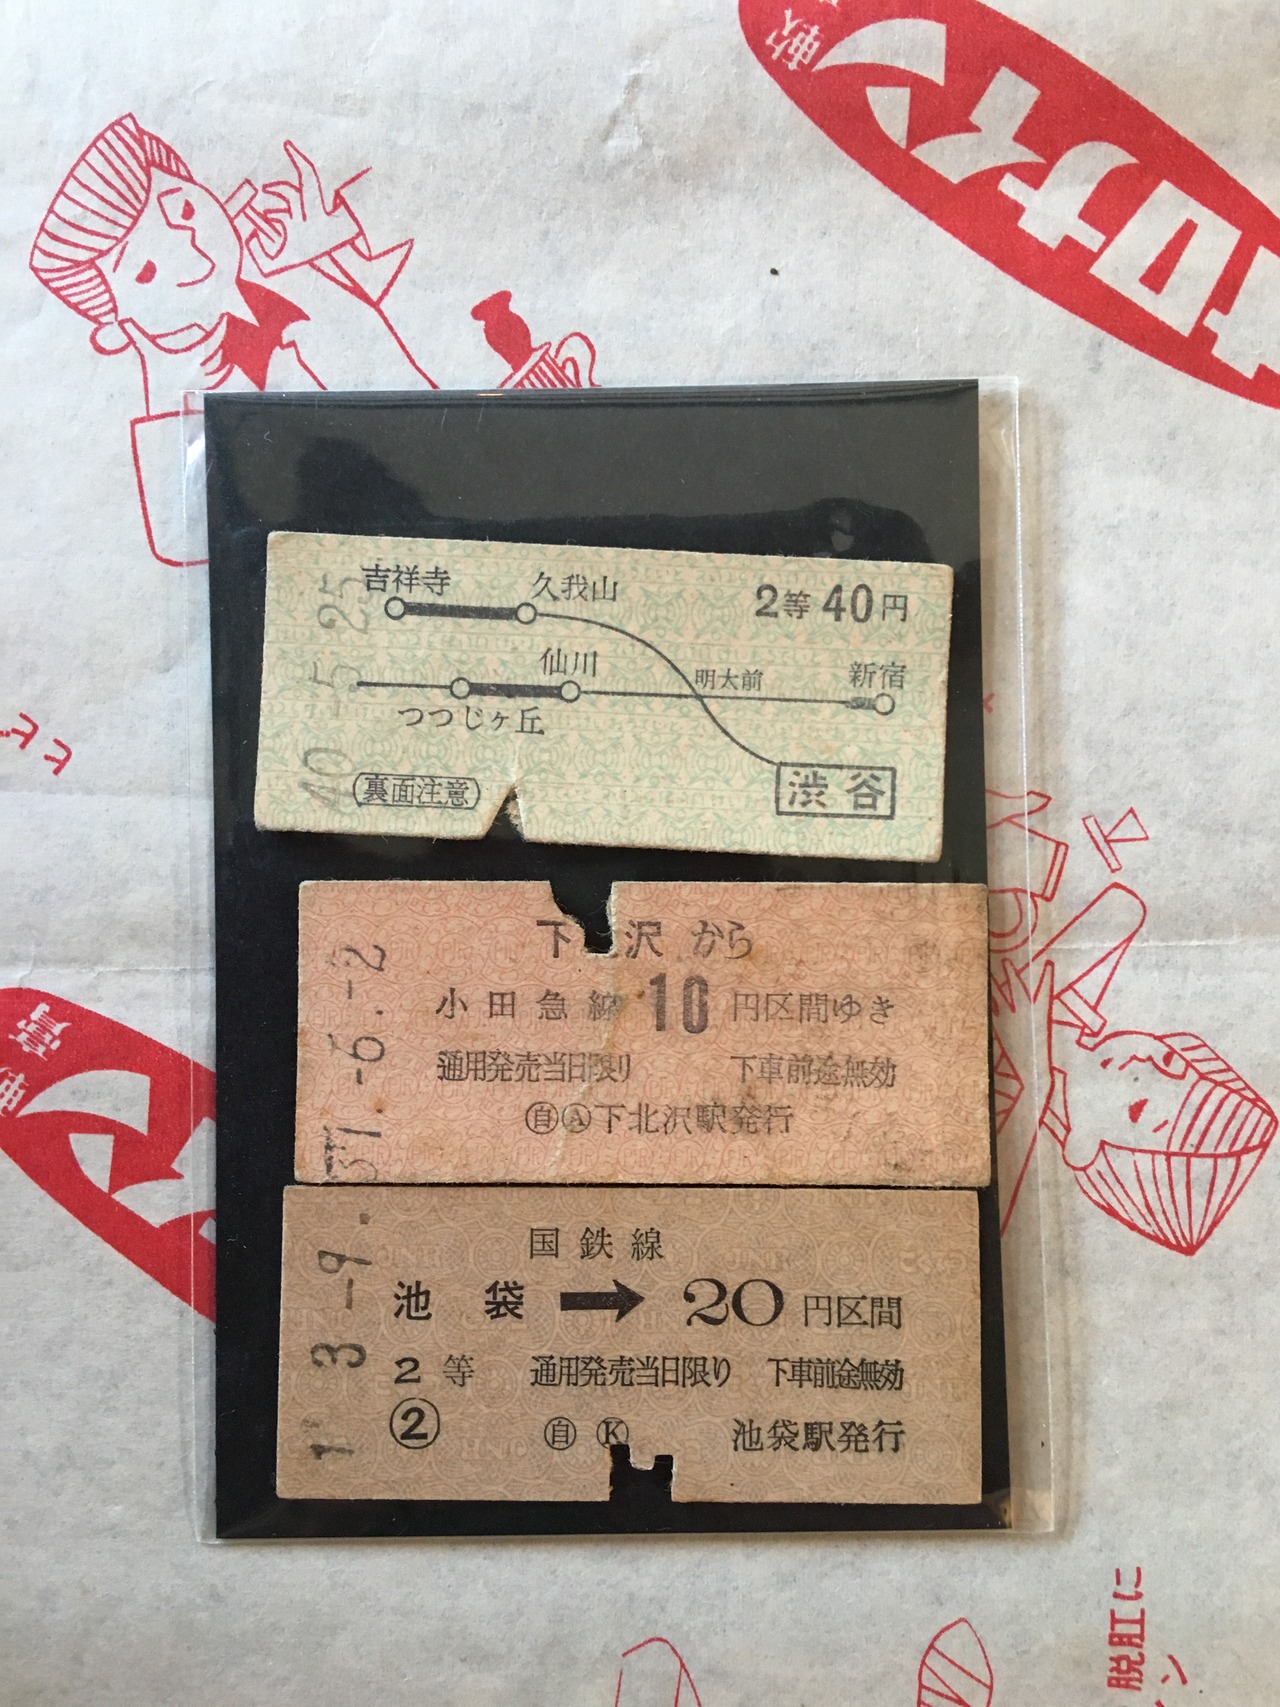 吉祥寺 久我山 2等40円
仙川 明大前 新宿
つつじヶ丘
裏面注意 渋谷
40.-5.25
下 沢 から
小田急線 10 円区間ゆき
通用発売当日限り 下車前途無効
自 A 下北沢駅発行
-6.-2
国鉄線
池袋 → 20 円区間
2等 通用発売当日限り 下車前途無効
② 自 K 池袋駅発行
-3-9.
脱肛に